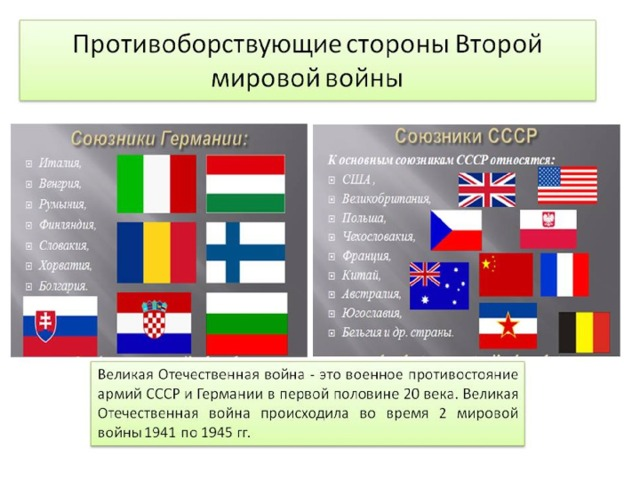 Противоборствующие стороны Второй
мировой войны
Союзники Германии:
Италия,
Венгрия,
Румыния,
Финляндия,
Словакия,
Хорватия,
Болгария.
Союзники СССР
К основным союзникам СССР относятся:
США ,
Великобритания,
Польша,
Чехословакия,
Франция,
Китай,
Австралия,
Югославия,
Бельгия и др. страны.
Великая Отечественная война - это военное противостояние
армий СССР и Германии в первой половине 20 века. Великая
Отечественная война происходила во время 2 мировой
войны 1941 по 1945 гг.